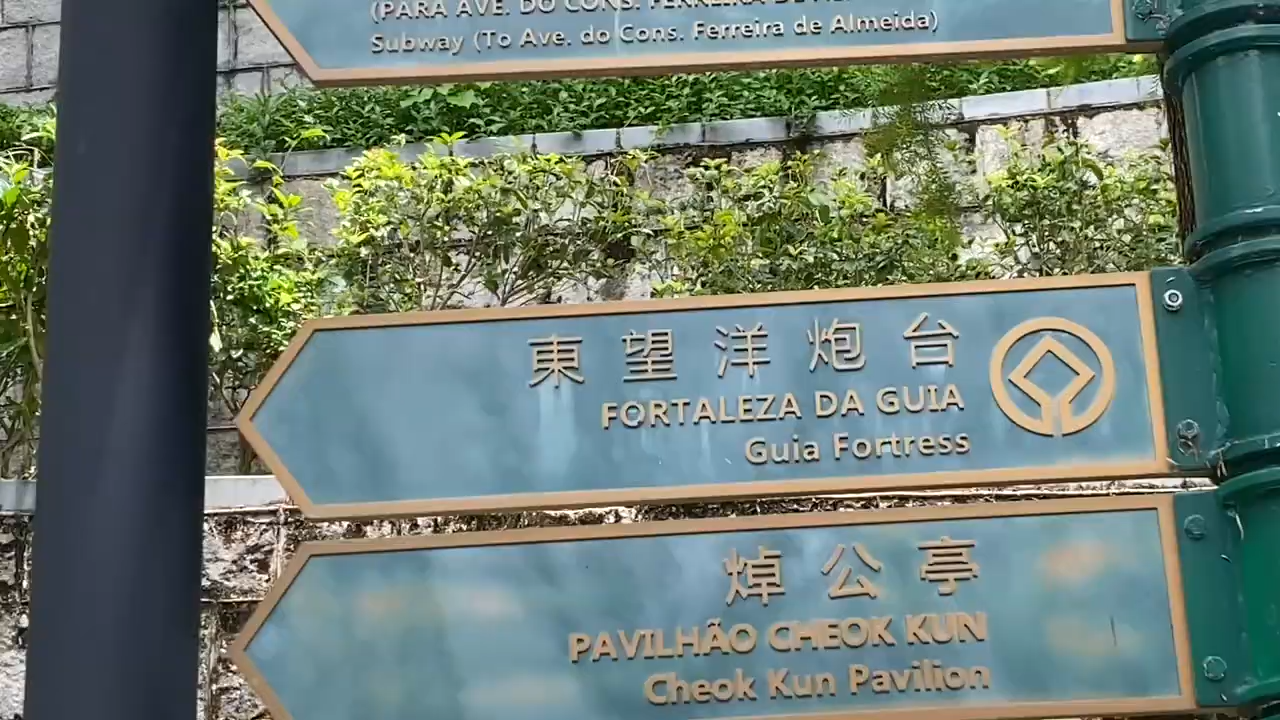 (PARA AVE. DO CONS. FERREIRA DE
Subway (To Ave. do Cons. Ferreira de Almeida)
東望洋炮台
FORTALEZA DA GUIA
Guia Fortress
焯公亭
PAVILHÃO CHEOK KUN
Cheok Kun Pavilion